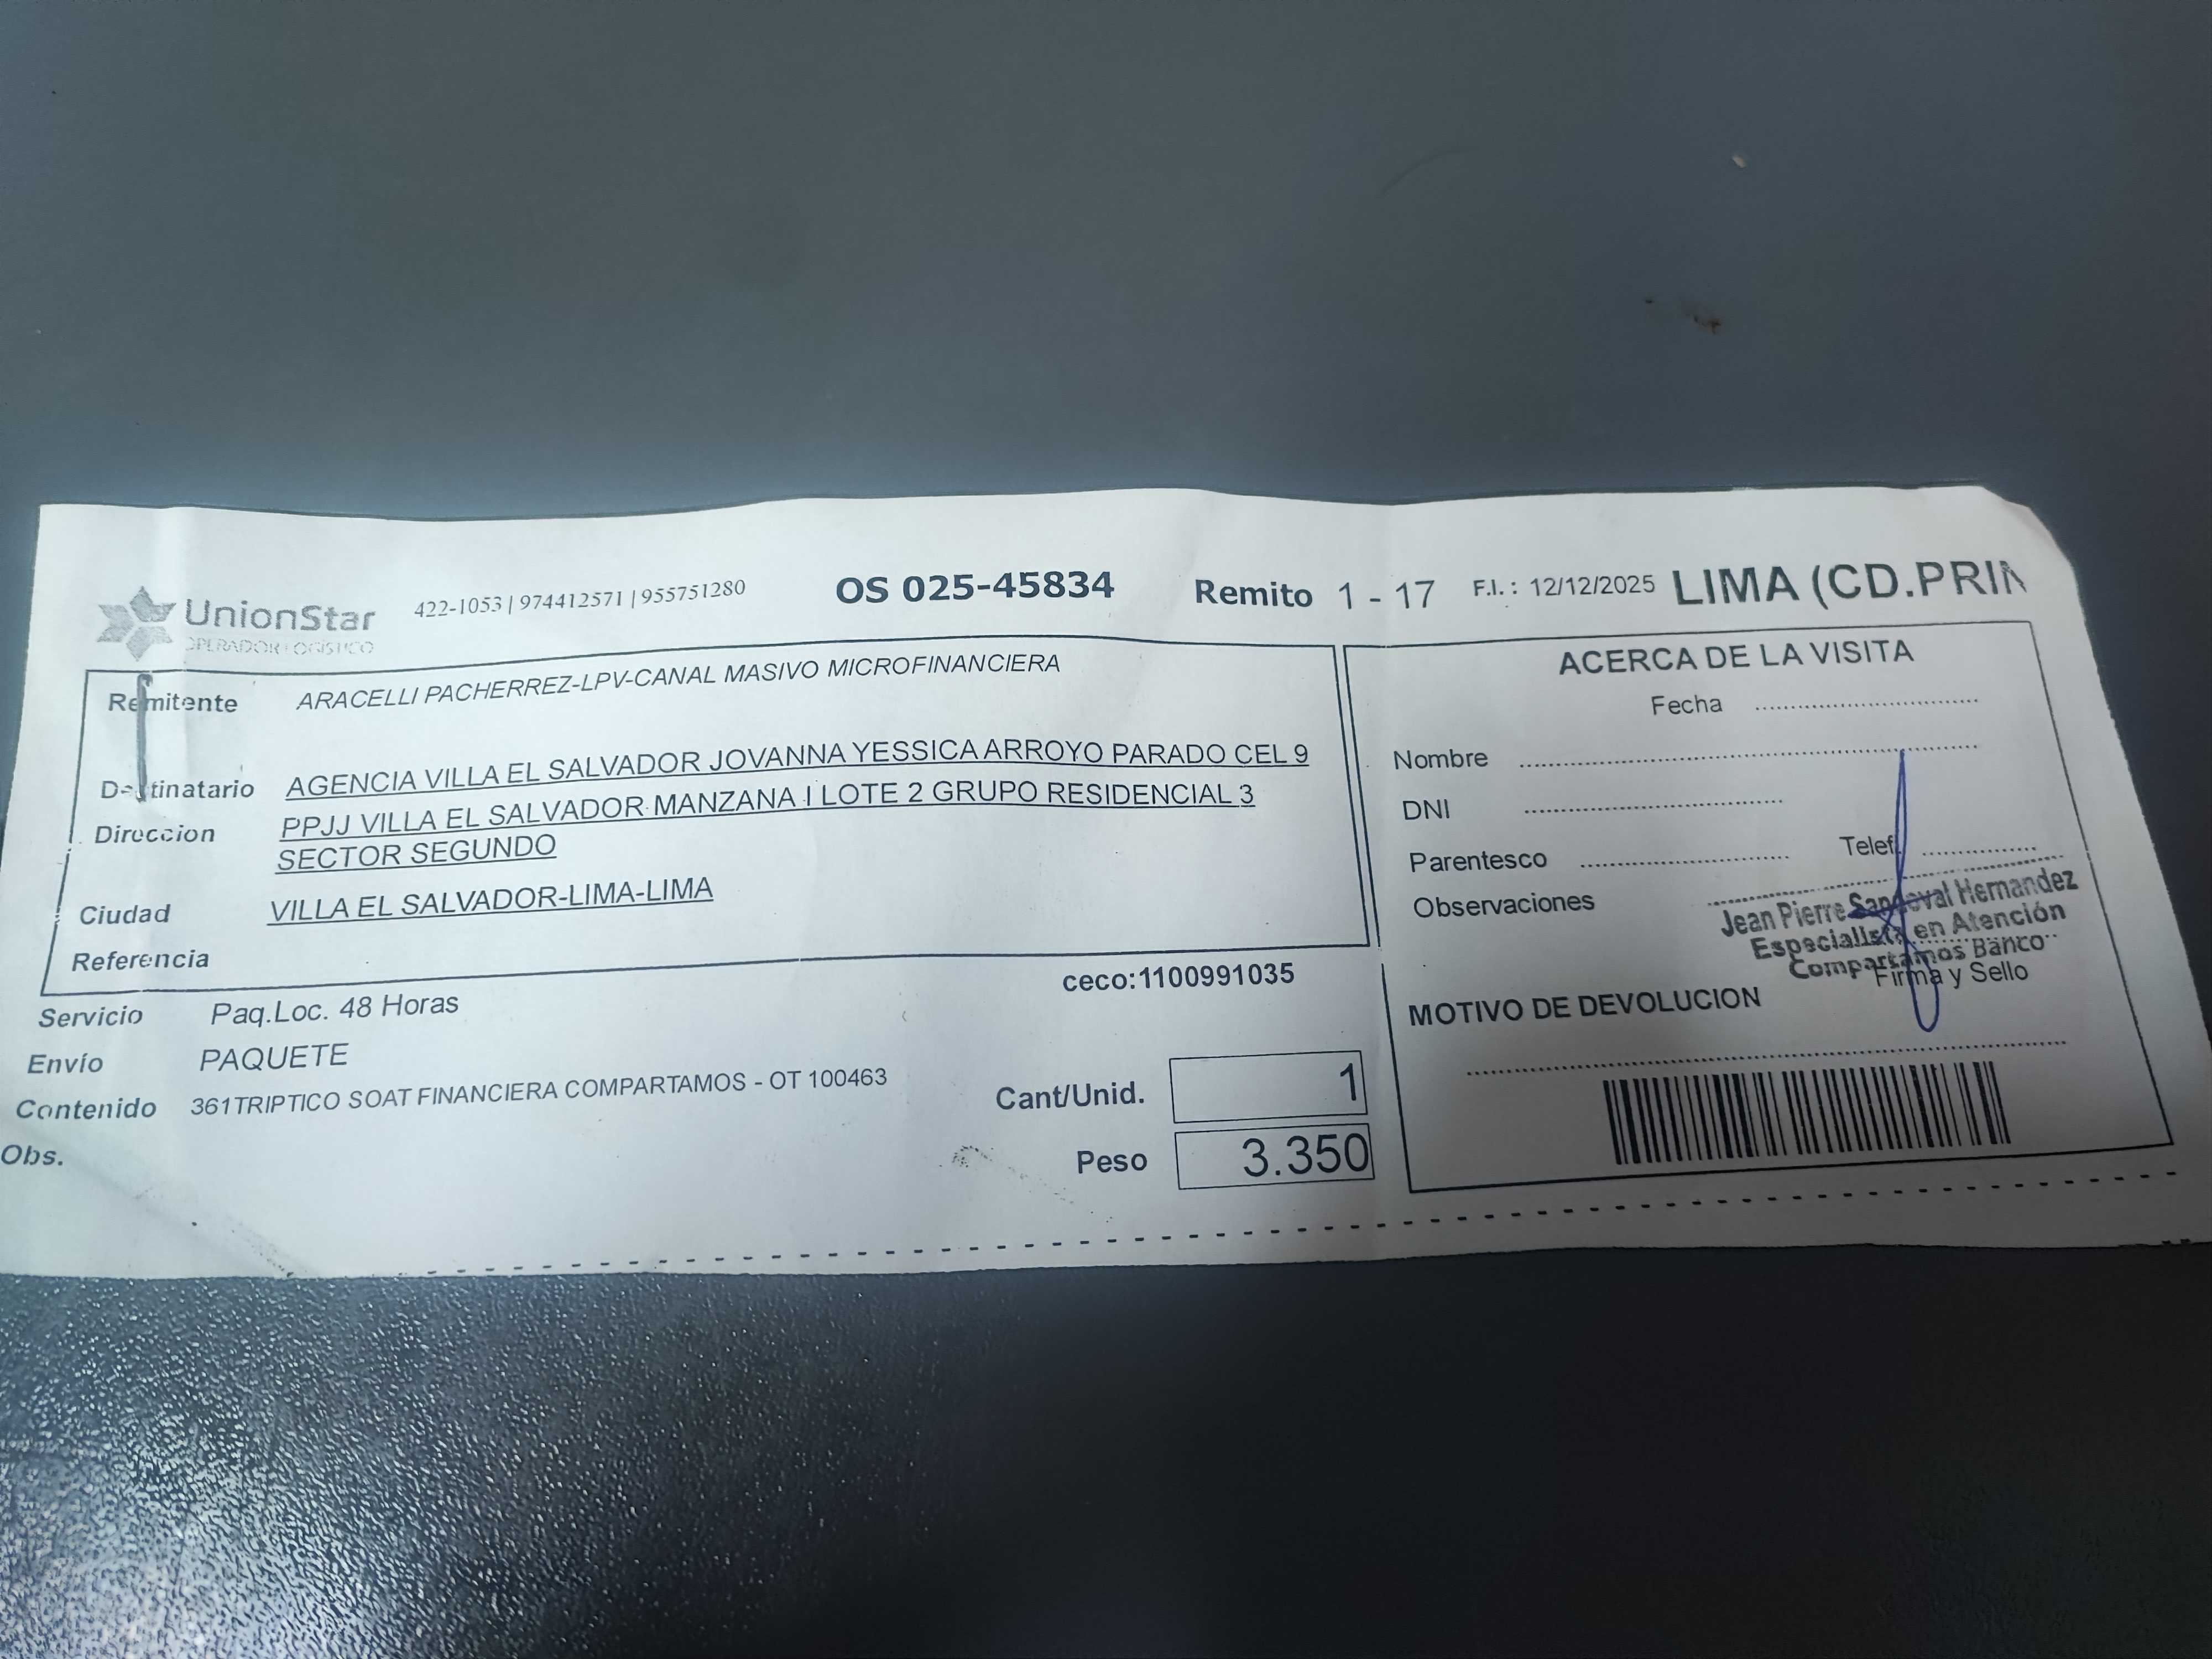 UnionStar
OPERADOR LOGISTICO
422-1053 | 974412571 | 955751280
OS 025-45834
Remito 1 - 17
F.I. : 12/12/2025
LIMA (CD.PRIN
Remitente ARACELLI PACHERREZ-LPV-CANAL MASIVO MICROFINANCIERA
Destinatario AGENCIA VILLA EL SALVADOR JOVANNA YESSICA ARROYO PARADO CEL 9
Direccion PPJJ VILLA EL SALVADOR MANZANA I LOTE 2 GRUPO RESIDENCIAL 3
SECTOR SEGUNDO
Ciudad VILLA EL SALVADOR-LIMA-LIMA
Referencia
ceco:1100991035
Servicio Paq.Loc. 48 Horas
Envío PAQUETE
Contenido 361TRIPTICO SOAT FINANCIERA COMPARTAMOS - OT 100463
Obs.
Cant/Unid. 1
Peso 3.350
ACERCA DE LA VISITA
Fecha
Nombre
DNI
Parentesco Telef.
Observaciones
Jean Pierre Sandoval Hernandez
Especialista en Atención
Compartamos Banco
Firma y Sello
MOTIVO DE DEVOLUCION